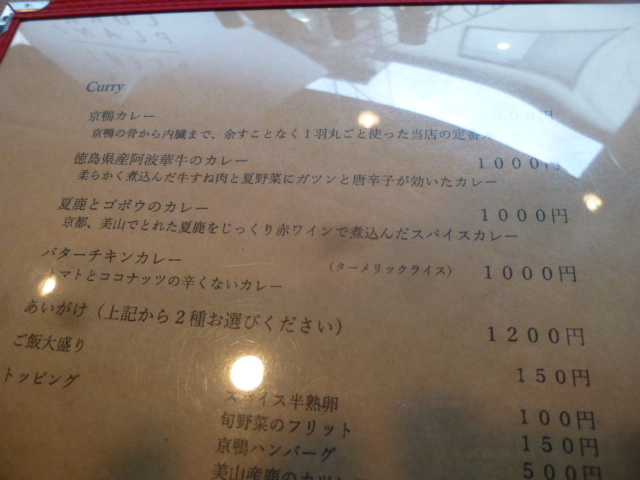 Curry
京鴨カレー 1000円
京鴨の骨から内臓まで、余すことなく1羽丸ごと使った当店の定番
徳島県産阿波華牛のカレー 1000円
柔らかく煮込んだ牛すね肉と夏野菜にガツンと唐辛子が効いたカレー
夏鹿とゴボウのカレー 1000円
京都、美山でとれた夏鹿をじっくり赤ワインで煮込んだスパイスカレー
バターチキンカレー (ターメリックライス) 1000円
トマトとココナッツの辛くないカレー
あいがけ(上記から2種お選びください) 1200円
ご飯大盛り 150円
トッピング
スパイス半熟卵 100円
旬野菜のフリット 150円
京鴨ハンバーグ 500円
美山産鹿のカツ